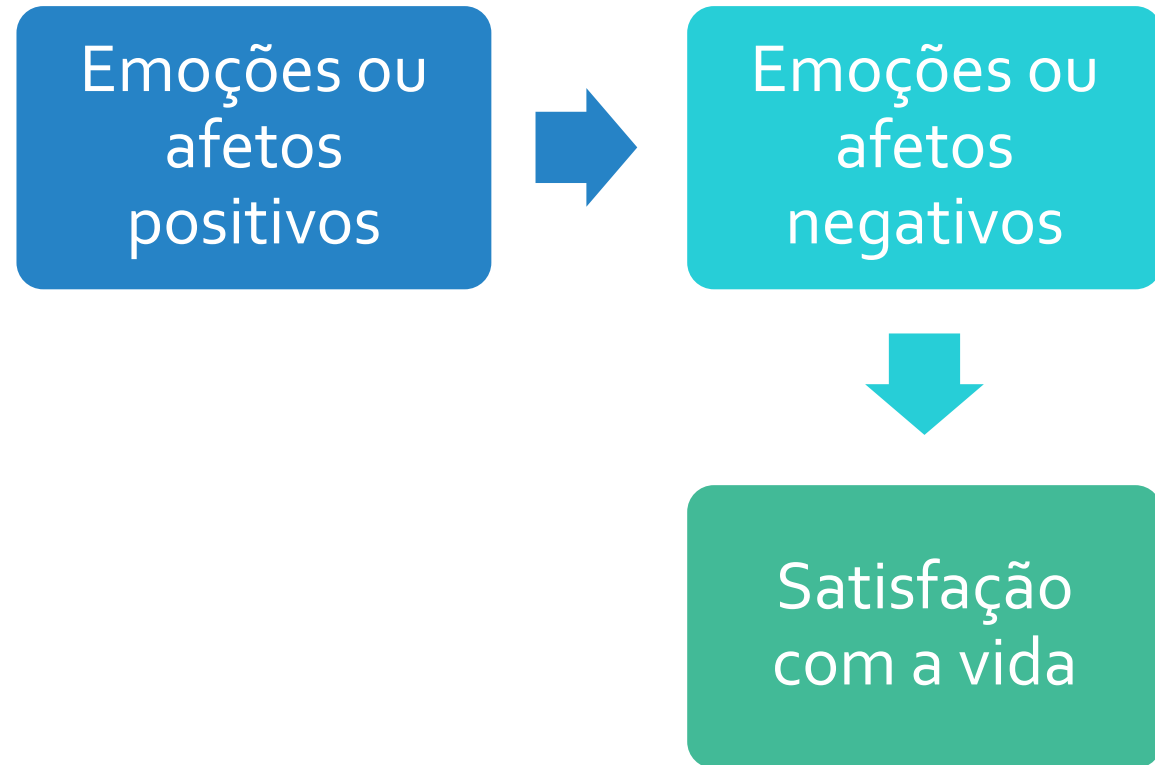 Emoções ou
afetos
positivos
Emoções ou
afetos
negativos
Satisfação
com a vida